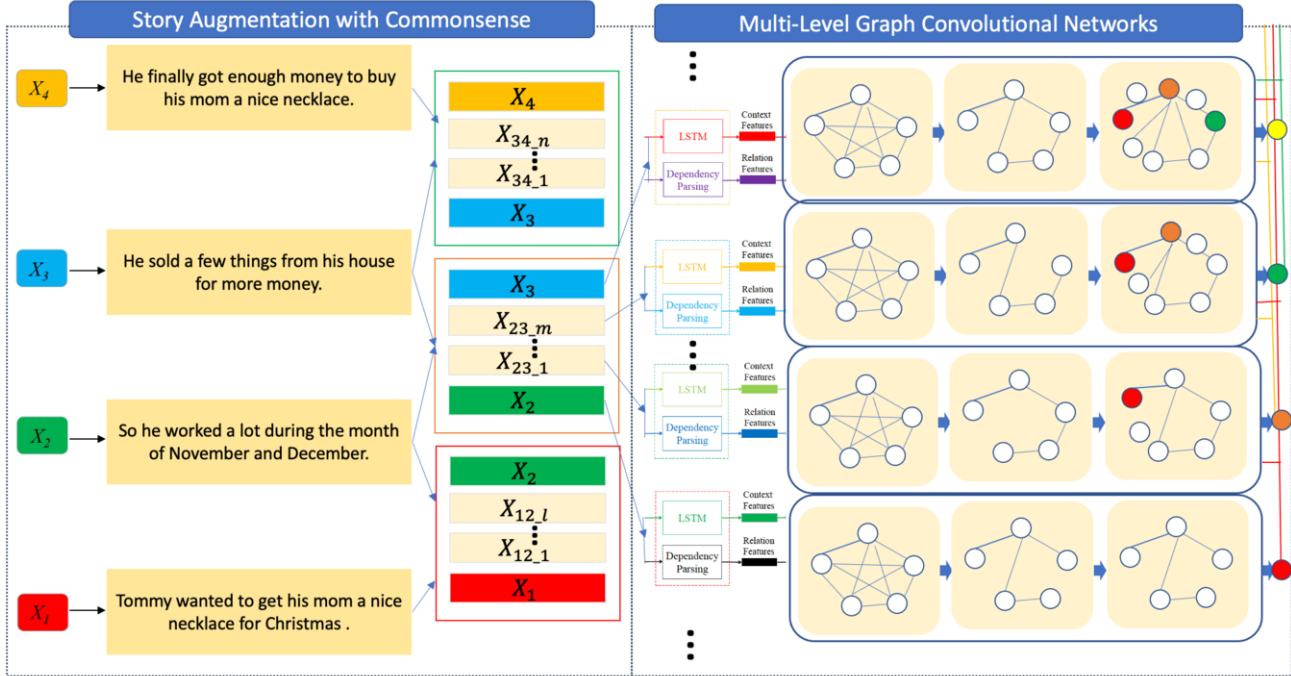 Story Augmentation with Commonsense
Multi-Level Graph Convolutional Networks
X4
He finally got enough money to buy
his mom a nice necklace.
X3
He sold a few things from his house
for more money.
X2
So he worked a lot during the month
of November and December.
X1
Tommy wanted to get his mom a nice
necklace for Christmas .
X4
X34_n
X34_1
X3
X3
X23_m
X23_1
X2
X2
X12_l
X12_1
X1
LSTM
Context
Features
Dependency
Parsing
Relation
Features
LSTM
Context
Features
Dependency
Parsing
Relation
Features
LSTM
Context
Features
Dependency
Parsing
Relation
Features
LSTM
Context
Features
Dependency
Parsing
Relation
Features